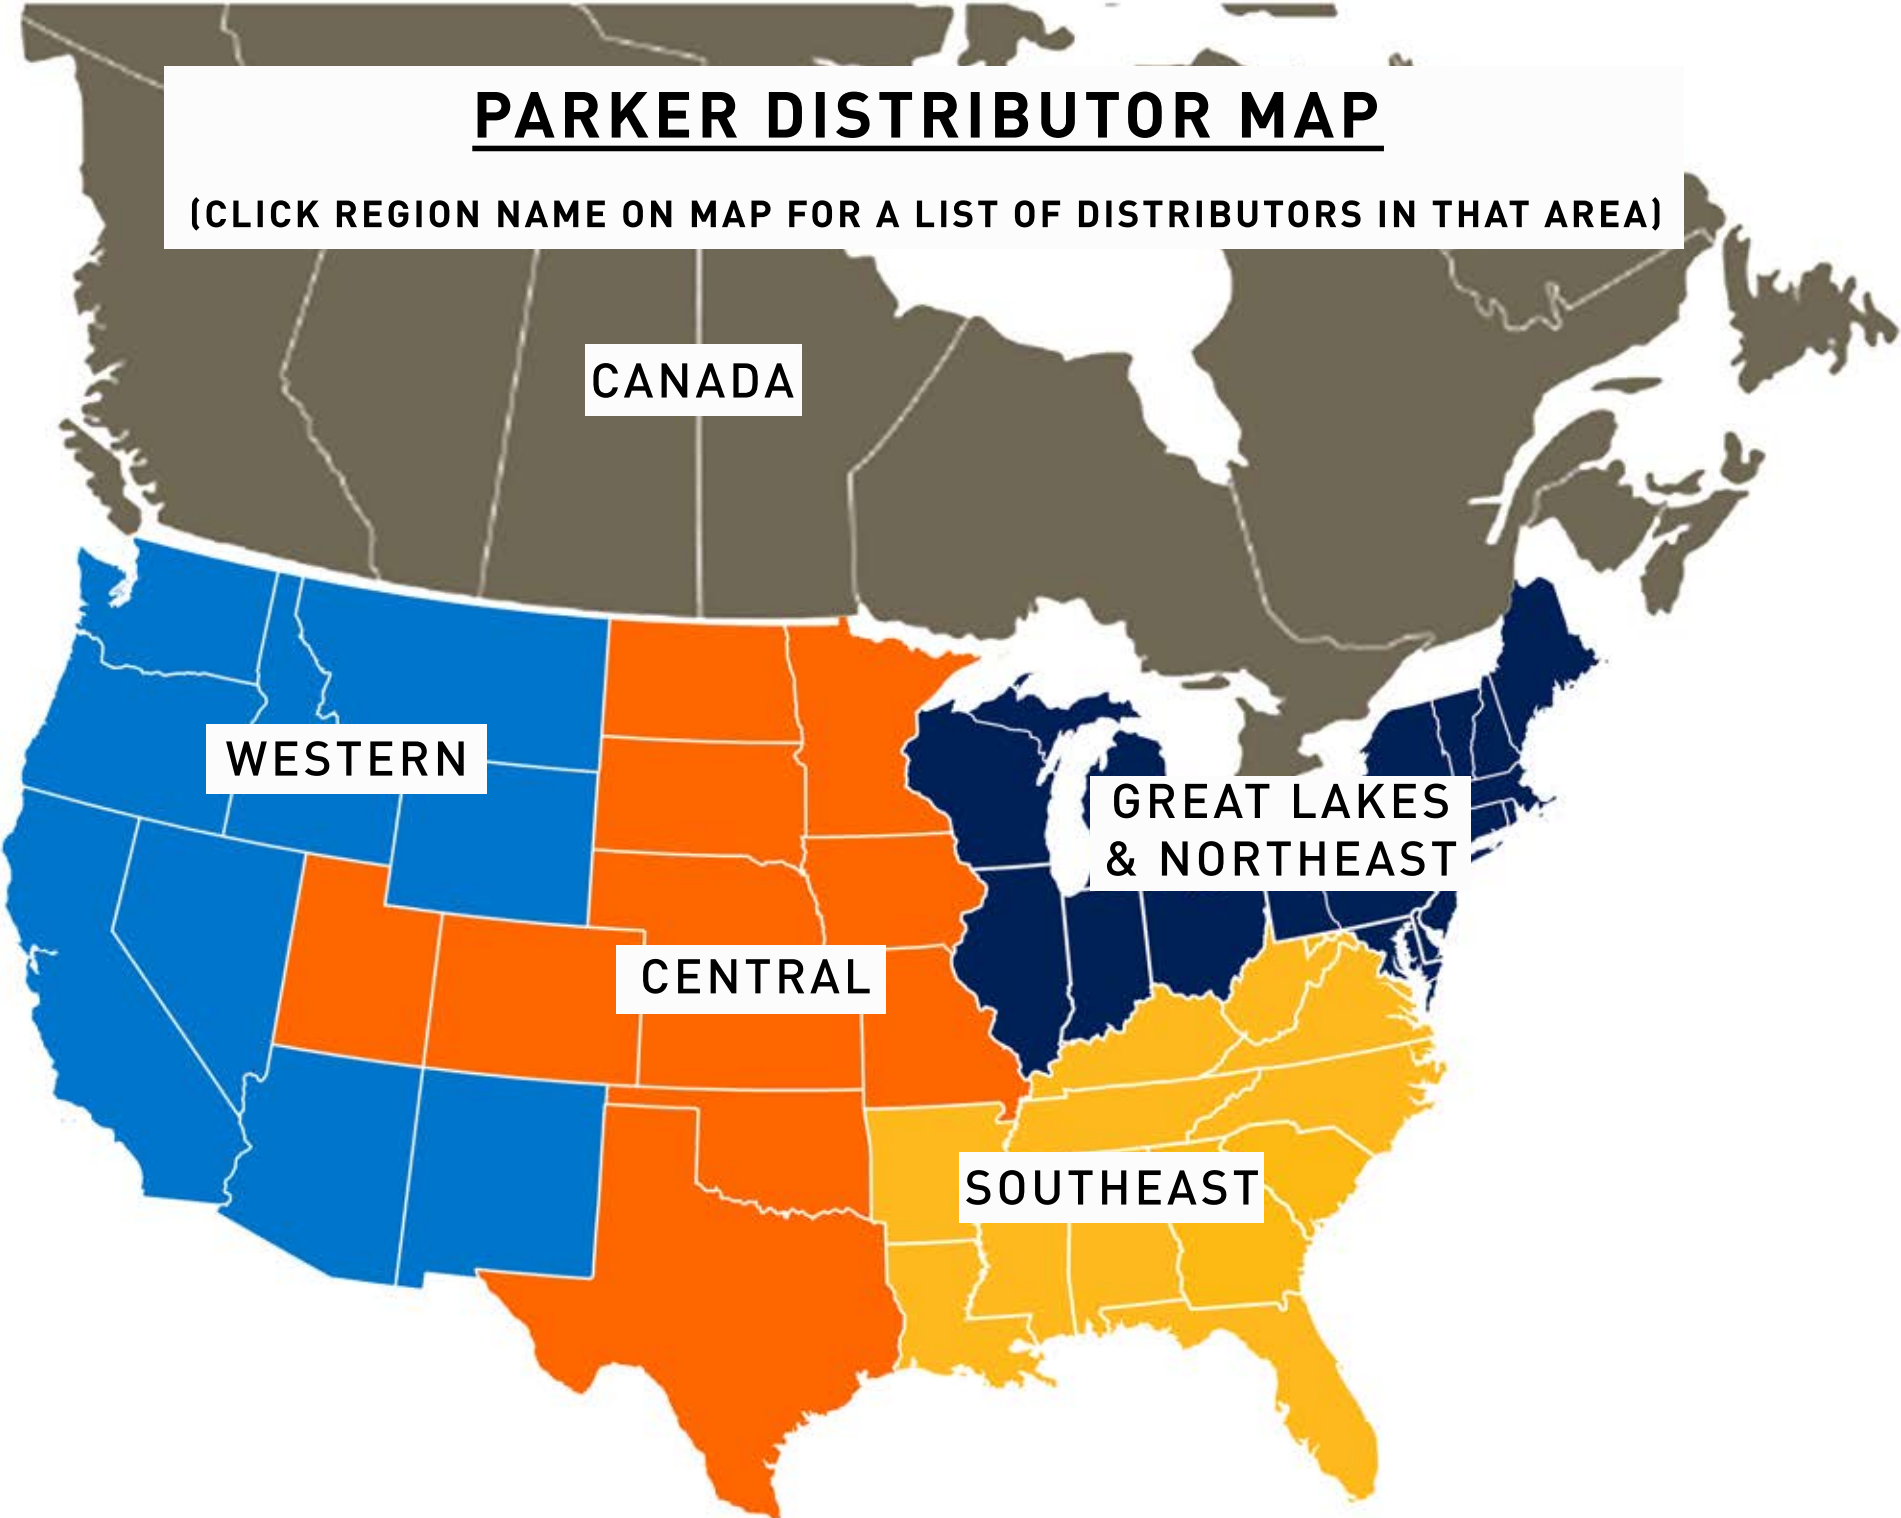 PARKER DISTRIBUTOR MAP
(CLICK REGION NAME ON MAP FOR A LIST OF DISTRIBUTORS IN THAT AREA)
CANADA
WESTERN
GREAT LAKES
& NORTHEAST
CENTRAL
SOUTHEAST